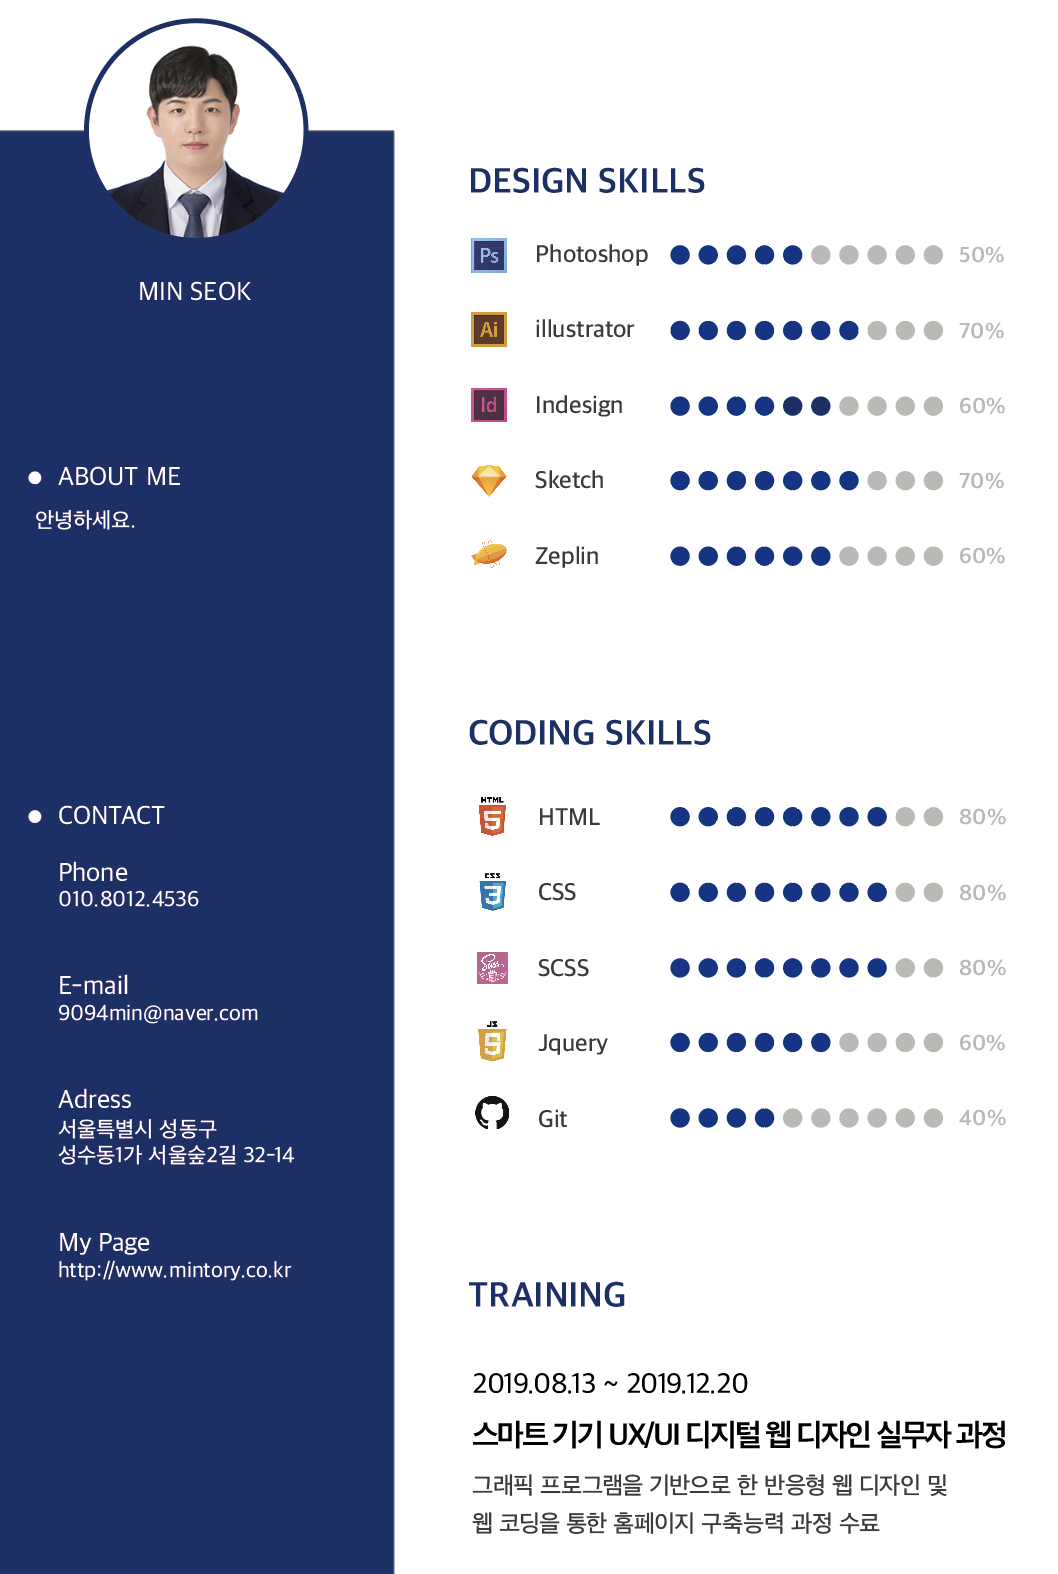 MIN SEOK
ABOUT ME
안녕하세요.
CONTACT
Phone
010.8012.4536
E-mail
9094min@naver.com
Adress
서울특별시 성동구
성수동1가 서울숲2길 32-14
My Page
http://www.mintory.co.kr
DESIGN SKILLS
Ps Photoshop 50%
Ai illustrator 70%
Id Indesign 60%
Sketch 70%
Zeplin 60%
CODING SKILLS
HTML 5 HTML 80%
CSS 3 CSS 80%
Sass SCSS 80%
JS 5 Jquery 60%
Git 40%
TRAINING
2019.08.13 ~ 2019.12.20
스마트 기기 UX/UI 디지털 웹 디자인 실무자 과정
그래픽 프로그램을 기반으로 한 반응형 웹 디자인 및
웹 코딩을 통한 홈페이지 구축능력 과정 수료